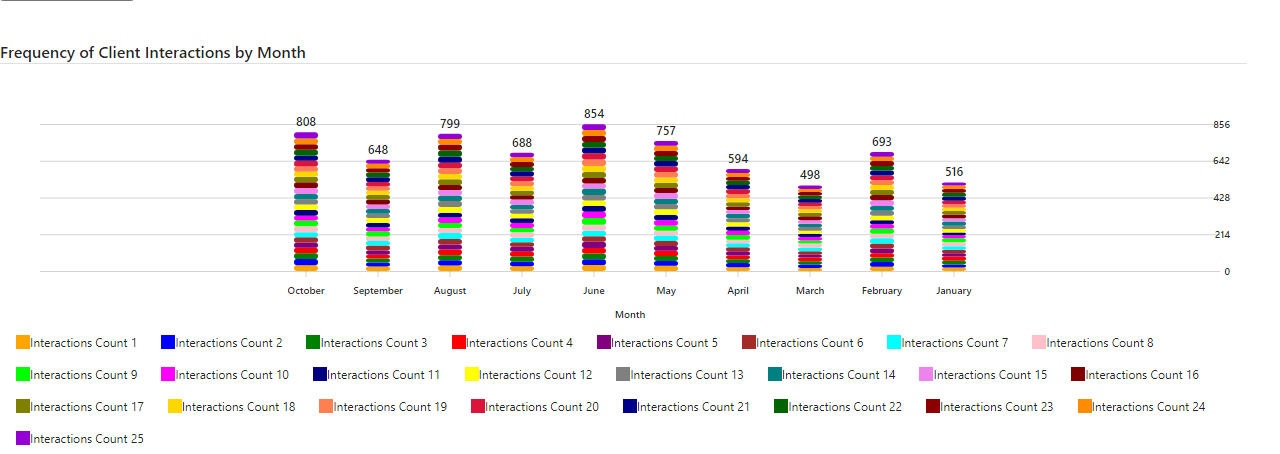 Frequency of Client Interactions by Month
854
808
799
856
757
693
688
648
642
594
516
498
428
214
0
October September August July June May April March February January
Month
Interactions Count 1 Interactions Count 2 Interactions Count 3 Interactions Count 4 Interactions Count 5 Interactions Count 6 Interactions Count 7 Interactions Count 8
Interactions Count 9 Interactions Count 10 Interactions Count 11 Interactions Count 12 Interactions Count 13 Interactions Count 14 Interactions Count 15 Interactions Count 16
Interactions Count 17 Interactions Count 18 Interactions Count 19 Interactions Count 20 Interactions Count 21 Interactions Count 22 Interactions Count 23 Interactions Count 24
Interactions Count 25